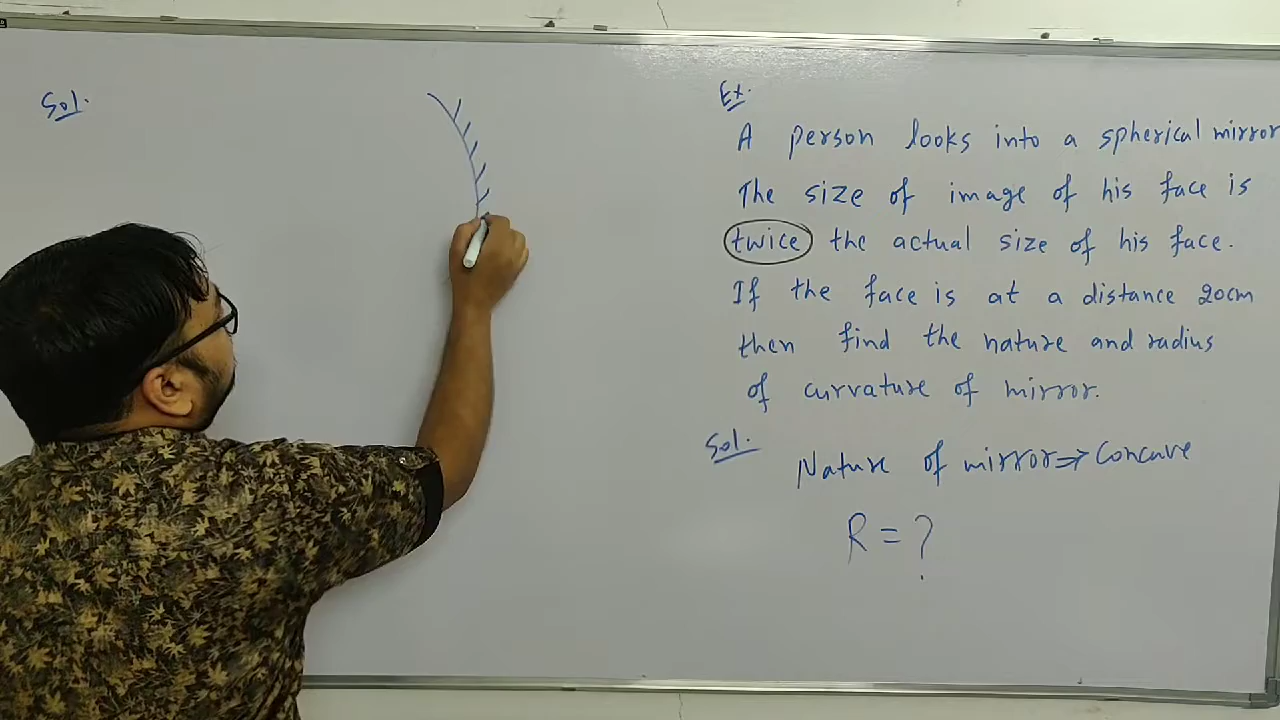 Sol.
Ex.
A person looks into a spherical mirror
The size of image of his face is
twice the actual size of his face.
If the face is at a distance 20cm
then find the nature and radius
of curvature of mirror.
Sol.
Nature of mirror ⇒ Concave
R = ?